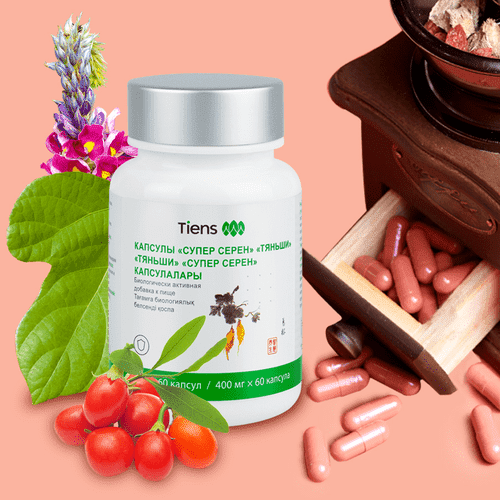 Tiens
КАПСУЛЫ «СУПЕР СЕРЕН» «ТЯНЬШИ»
«ТЯНЬШИ» «СУПЕР СЕРЕН»
КАПСУЛАЛАРЫ
Биологически активная
добавка к пище
Тағамға биологиялық
белсенді қоспа
60 капсул / 400 мг × 60 капсула